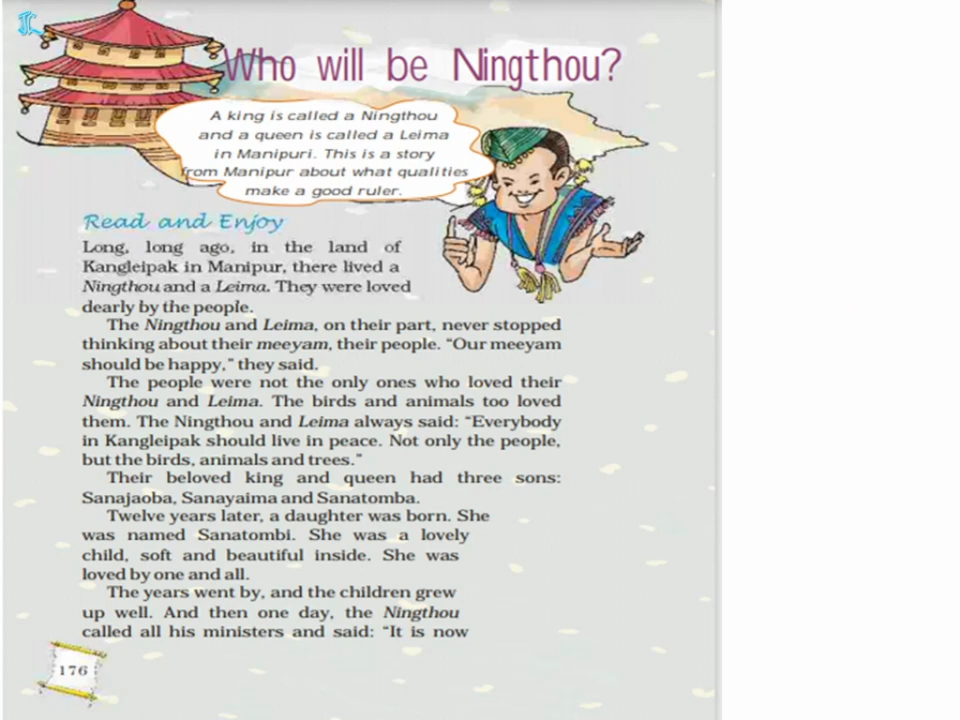 Who will be Ningthou?
A king is called a Ningthou
and a queen is called a Leima
in Manipuri. This is a story
from Manipur about what qualities
make a good ruler.
Read and Enjoy
Long, long ago, in the land of
Kangleipak in Manipur, there lived a
Ningthou and a Leima. They were loved
dearly by the people.
The Ningthou and Leima, on their part, never stopped
thinking about their meeyam, their people. “Our meeyam
should be happy,” they said.
The people were not the only ones who loved their
Ningthou and Leima. The birds and animals too loved
them. The Ningthou and Leima always said: “Everybody
in Kangleipak should live in peace. Not only the people,
but the birds, animals and trees.”
Their beloved king and queen had three sons:
Sanajaoba, Sanayaima and Sanatomba.
Twelve years later, a daughter was born. She
was named Sanatombi. She was a lovely
child, soft and beautiful inside. She was
loved by one and all.
The years went by, and the children grew
up well. And then one day, the Ningthou
called all his ministers and said: “It is now
176